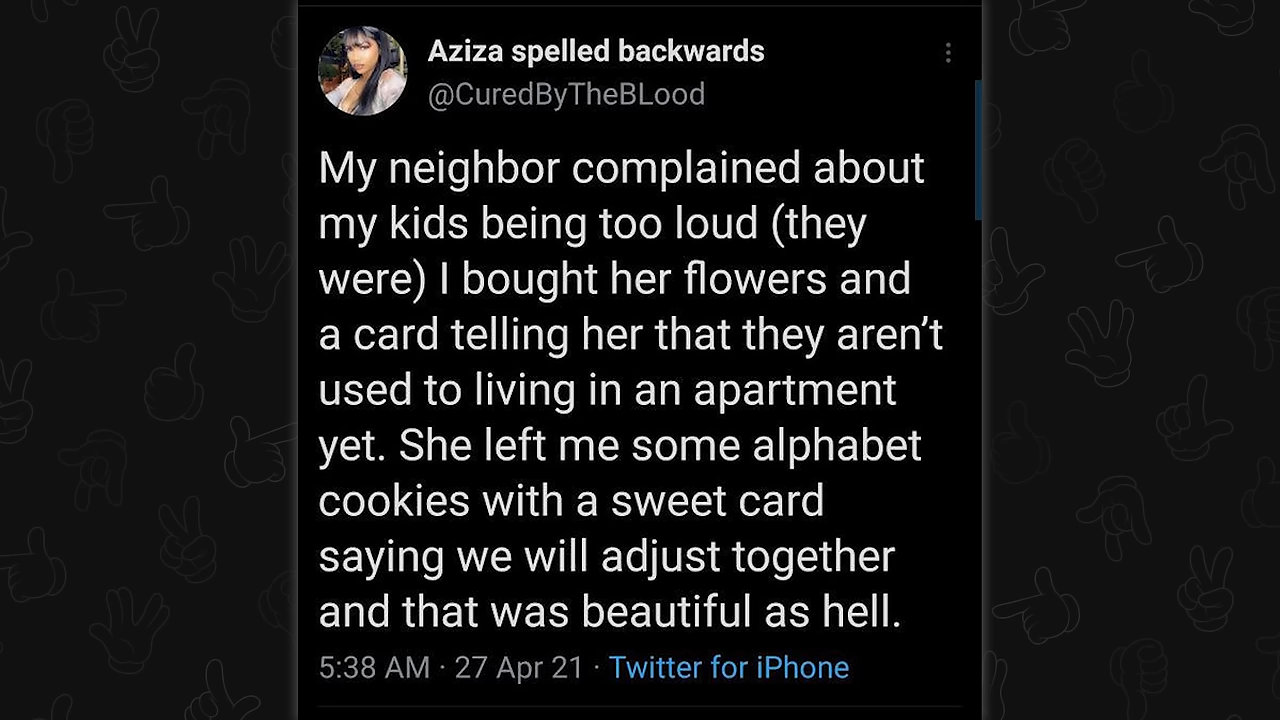 Aziza spelled backwards
@CuredByTheBLood
My neighbor complained about
my kids being too loud (they
were) I bought her flowers and
a card telling her that they aren’t
used to living in an apartment
yet. She left me some alphabet
cookies with a sweet card
saying we will adjust together
and that was beautiful as hell.
5:38 AM · 27 Apr 21 · Twitter for iPhone